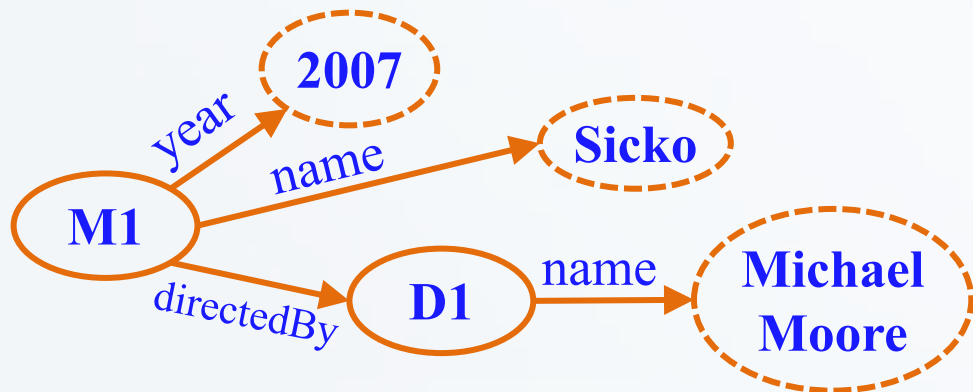 2007
year
name
Sicko
M1
directedBy
D1
name
Michael
Moore